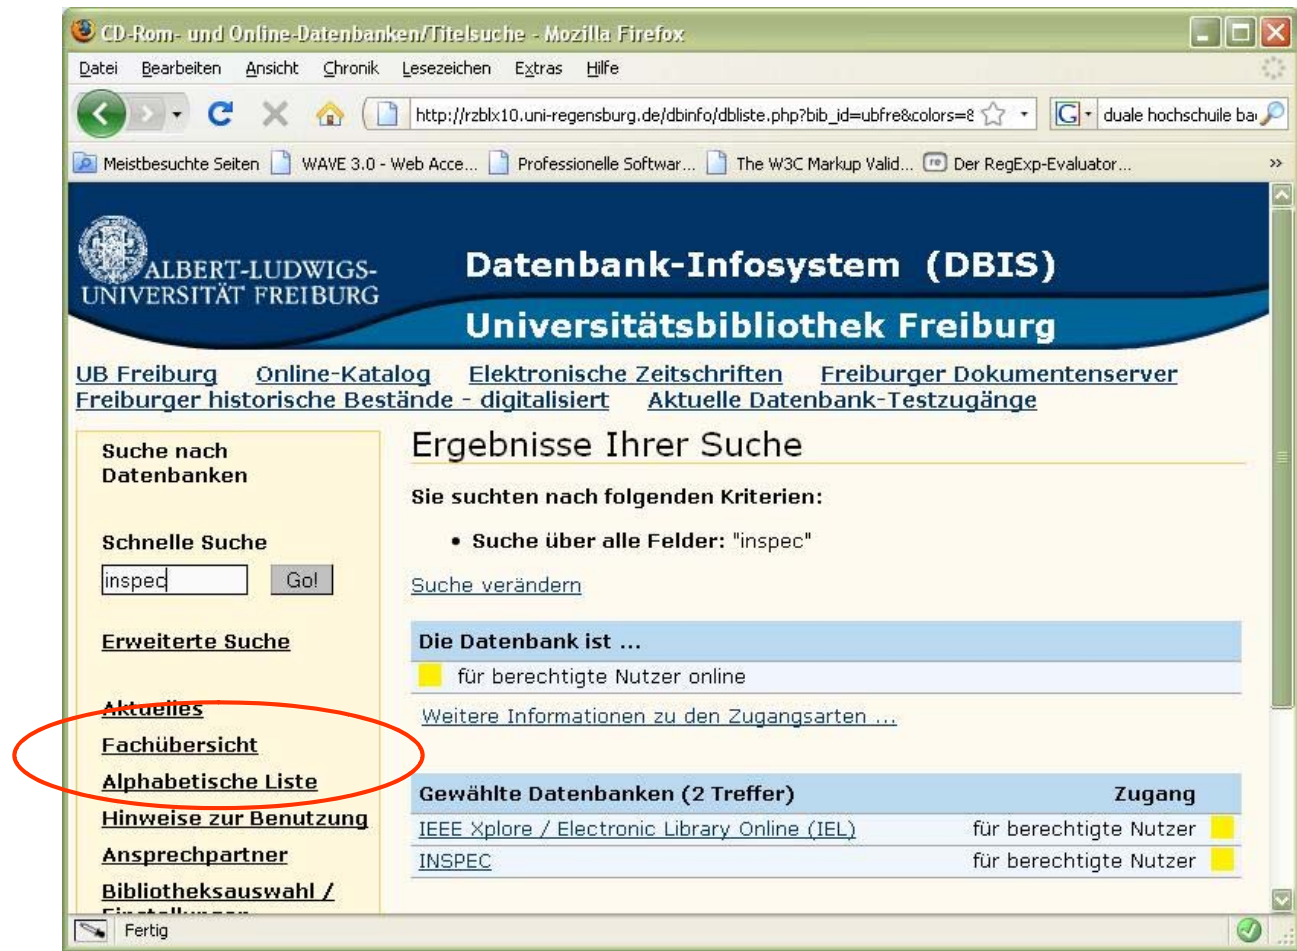 CD-Rom- und Online-Datenbanken/Titelsuche - Mozilla Firefox
Datei Bearbeiten Ansicht Chronik Lesezeichen Extras Hilfe
http://rzblx10.uni-regensburg.de/dbinfo/dbliste.php?bib_id=ubfre&colors=8
G duale hochschuile ba
Meistbesuchte Seiten WAVE 3.0 - Web Acce... Professionelle Softwar... The W3C Markup Valid... re Der RegExp-Evaluator... »
ALBERT-LUDWIGS-
UNIVERSITÄT FREIBURG
Datenbank-Infosystem (DBIS)
Universitätsbibliothek Freiburg
UB Freiburg Online-Katalog Elektronische Zeitschriften Freiburger Dokumentenserver
Freiburger historische Bestände - digitalisiert Aktuelle Datenbank-Testzugänge
Suche nach
Datenbanken
Schnelle Suche
inspec Go!
Erweiterte Suche
Aktuelles
Fachübersicht
Alphabetische Liste
Hinweise zur Benutzung
Ansprechpartner
Bibliotheksauswahl /
Ergebnisse Ihrer Suche
Sie suchten nach folgenden Kriterien:
• Suche über alle Felder: "inspec"
Suche verändern
Die Datenbank ist ...
für berechtigte Nutzer online
Weitere Informationen zu den Zugangsarten ...
Gewählte Datenbanken (2 Treffer) Zugang
IEEE Xplore / Electronic Library Online (IEL) für berechtigte Nutzer
INSPEC für berechtigte Nutzer
Fertig